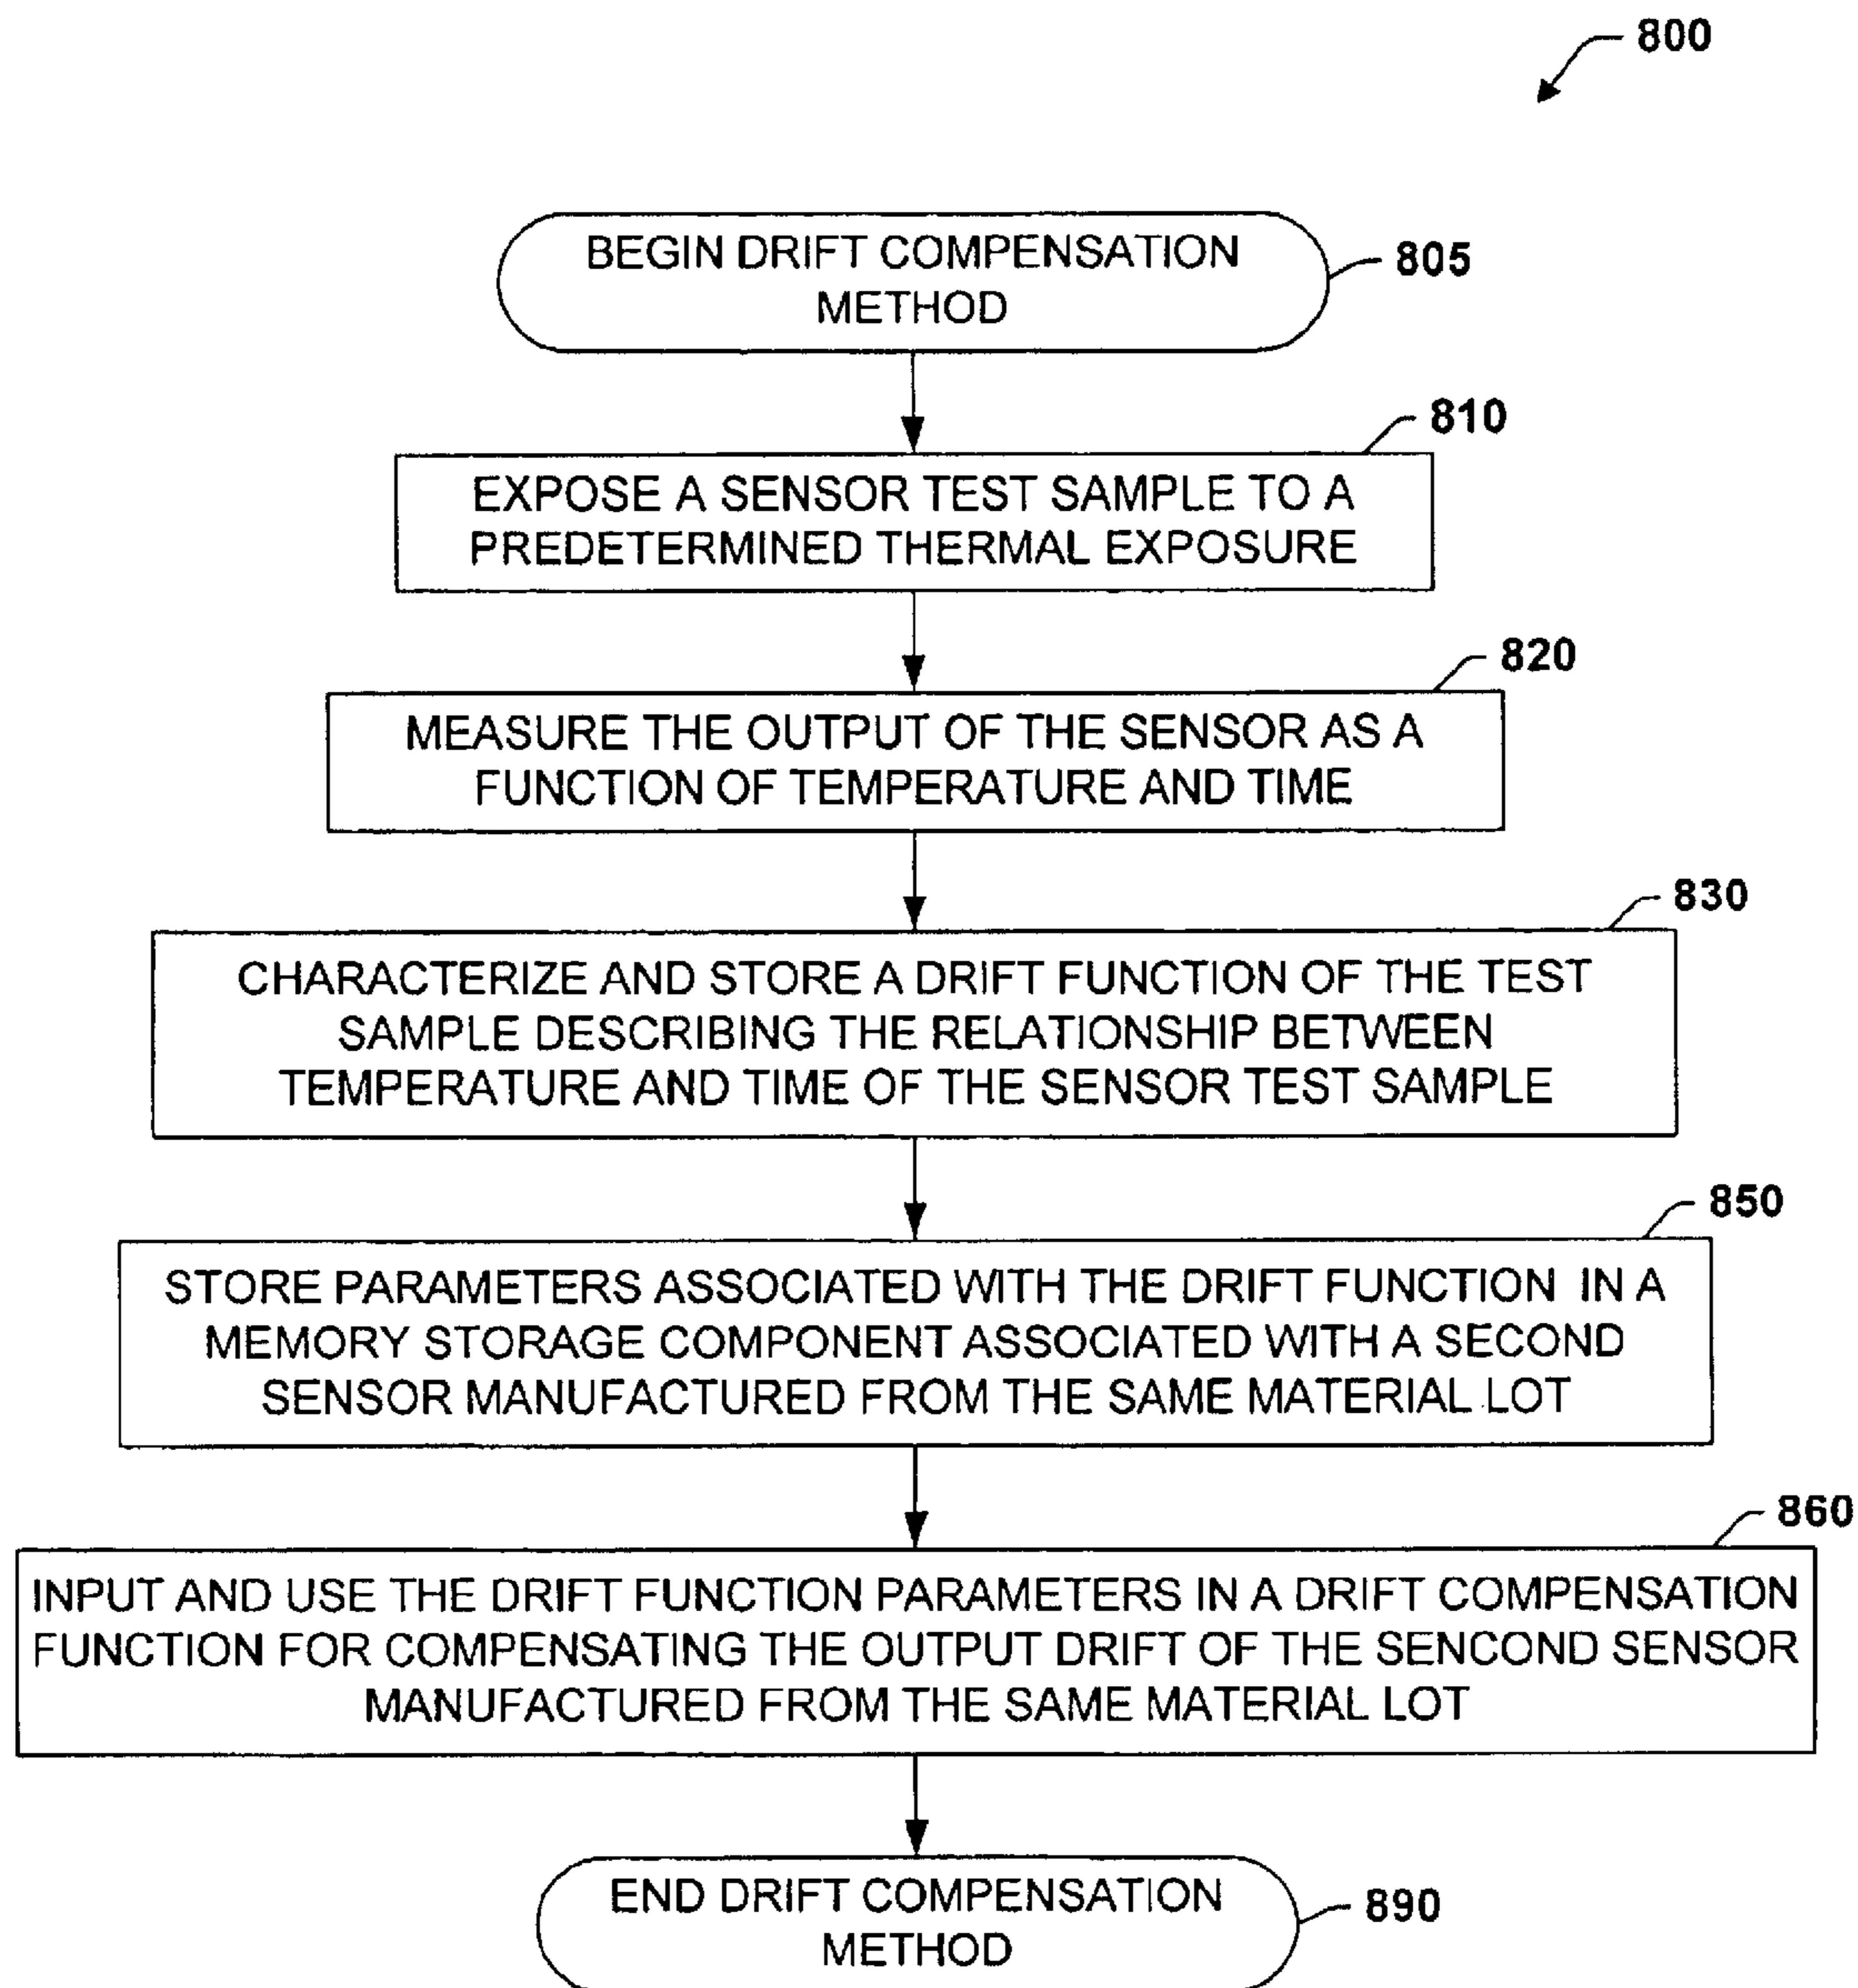 800
BEGIN DRIFT COMPENSATION
METHOD
805
810
EXPOSE A SENSOR TEST SAMPLE TO A
PREDETERMINED THERMAL EXPOSURE
820
MEASURE THE OUTPUT OF THE SENSOR AS A
FUNCTION OF TEMPERATURE AND TIME
830
CHARACTERIZE AND STORE A DRIFT FUNCTION OF THE TEST
SAMPLE DESCRIBING THE RELATIONSHIP BETWEEN
TEMPERATURE AND TIME OF THE SENSOR TEST SAMPLE
850
STORE PARAMETERS ASSOCIATED WITH THE DRIFT FUNCTION IN A
MEMORY STORAGE COMPONENT ASSOCIATED WITH A SECOND
SENSOR MANUFACTURED FROM THE SAME MATERIAL LOT
860
INPUT AND USE THE DRIFT FUNCTION PARAMETERS IN A DRIFT COMPENSATION
FUNCTION FOR COMPENSATING THE OUTPUT DRIFT OF THE SENCOND SENSOR
MANUFACTURED FROM THE SAME MATERIAL LOT
END DRIFT COMPENSATION
METHOD
890